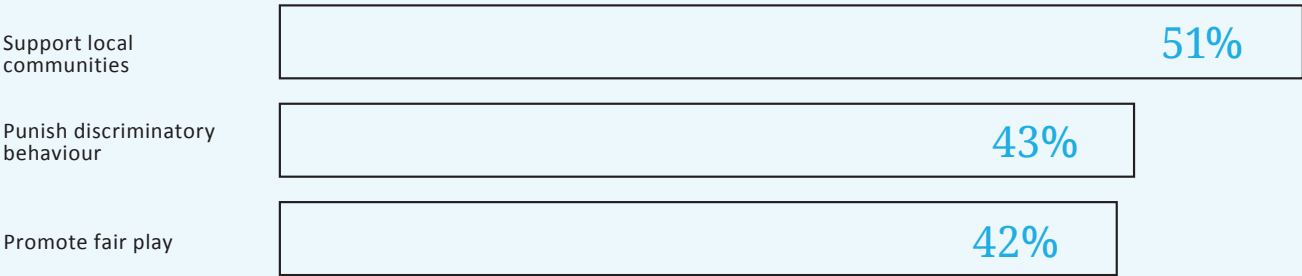 Support local
communities
51%
Punish discriminatory
behaviour
43%
Promote fair play
42%